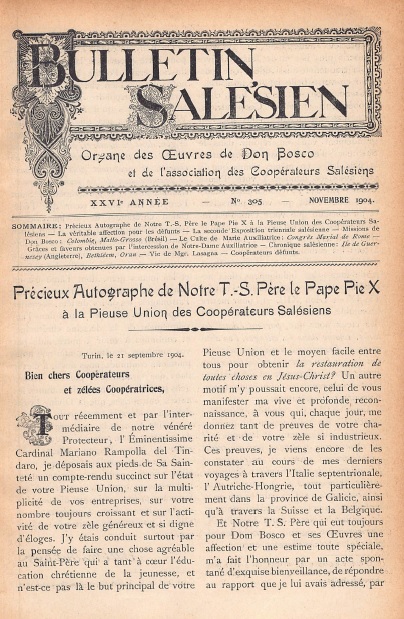 BULLETIN
SALÉSIEN
Organe des Œuvres de Don Bosco
et de l'association des Coopérateurs Salésiens
XXVIe ANNÉE — No 305 — NOVEMBRE 1904.
SOMMAIRE: Précieux Autographe de Notre T.-S. Père le Pape Pie X à la Pieuse Union des Coopérateurs Sa-
lésiens — La véritable affection pour les défunts — La seconde Exposition triennale salésienne — Missions de
Don Bosco: Colombie, Matto-Grosso (Brésil) — Le Culte de Marie Auxiliatrice: Congrès Marial de Rome —
Grâces et faveurs obtenues par l'intercession de Notre-Dame Auxiliatrice — Chronique salésienne: Ile de Guer-
nesey (Angleterre), Bethléem, Oran — Vie de Mgr. Lasagna — Coopérateurs défunts.
Précieux Autographe de Notre T.-S. Père le Pape Pie X
à la Pieuse Union des Coopérateurs Salésiens
Turin, le 21 septembre 1904.
Bien chers Coopérateurs
et zélées Coopératrices,
Tout récemment et par l'inter-
médiaire de notre vénéré
Protecteur, l'Éminentissime
Cardinal Mariano Rampolla del Tin-
daro, je déposais aux pieds de Sa Sain-
teté un compte-rendu succinct sur l'état
de votre Pieuse Union, sur la multi-
plicité de vos entreprises, sur votre
nombre toujours croissant et sur l'acti-
vité de votre zèle généreux et si digne
d'éloges. J'y étais conduit surtout par
la pensée de faire une chose agréable
au Saint-Père qui a tant à cœur l'édu-
cation chrétienne de la jeunesse, et
n'est-ce pas là le but principal de votre
Pieuse Union et le moyen facile entre
tous pour obtenir la restauration de
toutes choses en Jésus-Christ? Un autre
motif m'y poussait encore, celui de vous
manifester ma vive et profonde recon-
naissance, à vous qui, chaque jour, me
donnez tant de preuves de votre cha-
rité et de votre zèle si industrieux.
Ces preuves, je viens encore de les
constater au cours de mes derniers
voyages à travers l'Italie septentrionale,
l'Autriche-Hongrie, tout particulière-
ment dans la province de Galicie, ainsi
qu'à travers la Suisse et la Belgique.
Et Notre T. S. Père qui eut toujours
pour Dom Bosco et ses Œuvres une
affection et une estime toute spéciale,
m'a fait l'honneur par un acte spon-
tané d'exquise bienveillance, de répondre
au rapport que je lui avais adressé, par